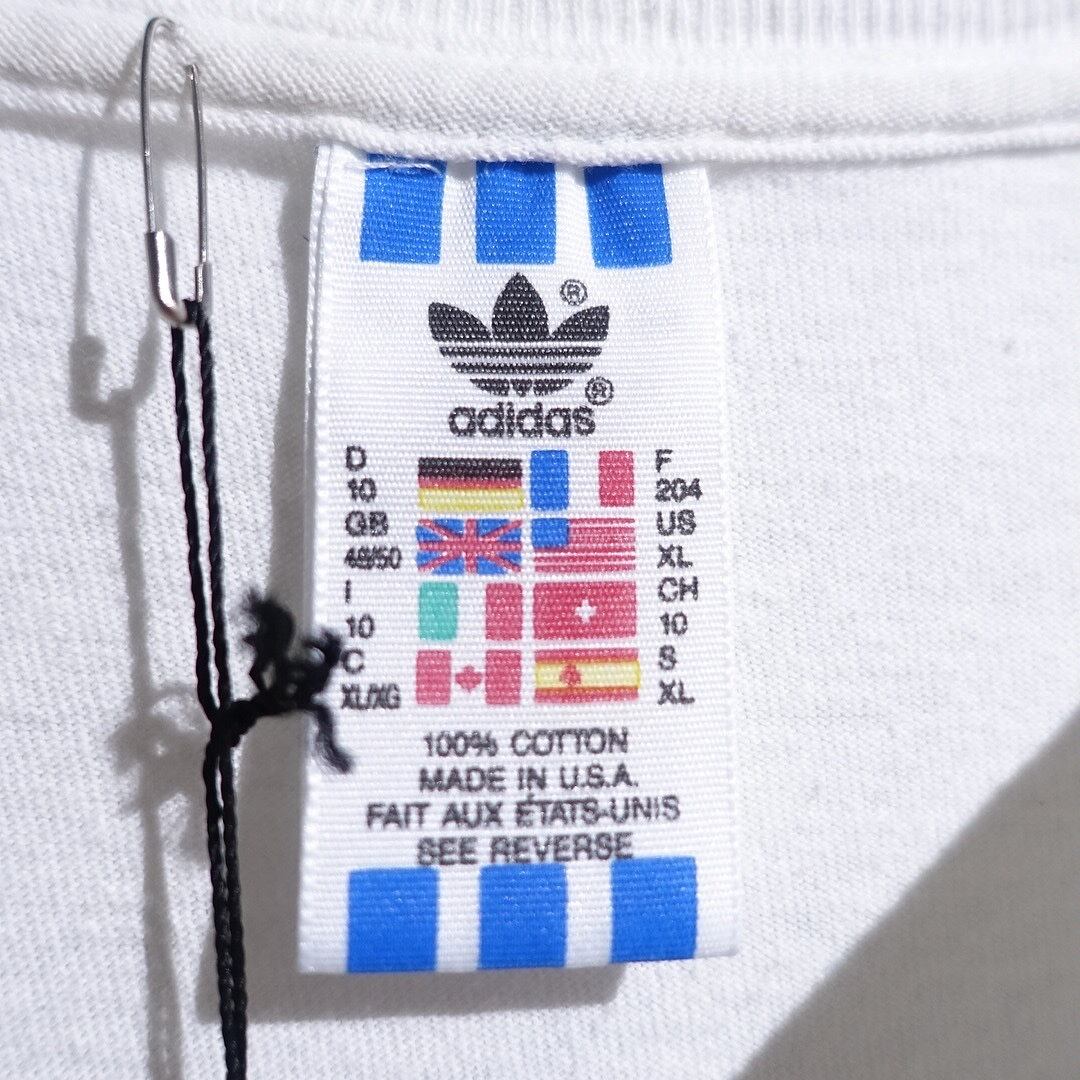 ®
®
adidas
D
10
GB
48/50
I
10
C
XL/XG
F
204
US
XL
CH
10
S
XL
100% COTTON
MADE IN U.S.A.
FAIT AUX ÉTATS-UNIS
SEE REVERSE